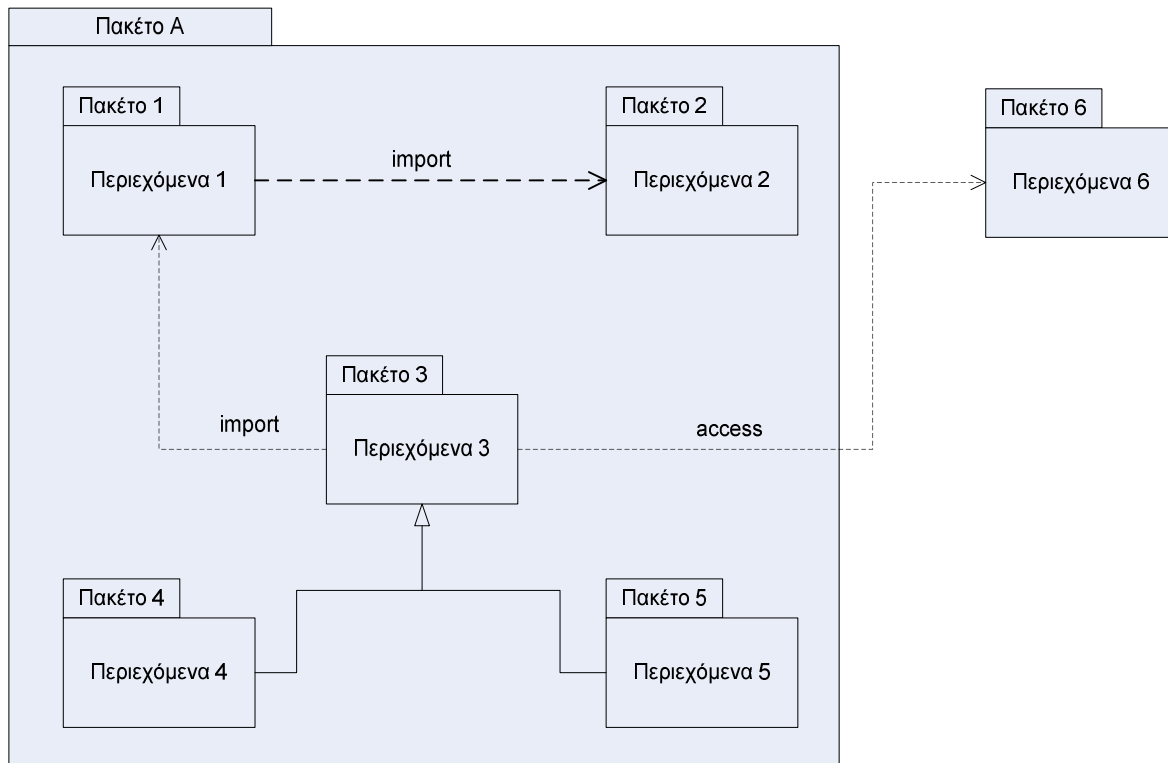 Πακέτο Α
Πακέτο 1
Πακέτο 2
Πακέτο 6
import
Περιεχόμενα 1
Περιεχόμενα 2
Περιεχόμενα 6
Πακέτο 3
import
access
Περιεχόμενα 3
Πακέτο 4
Πακέτο 5
Περιεχόμενα 4
Περιεχόμενα 5